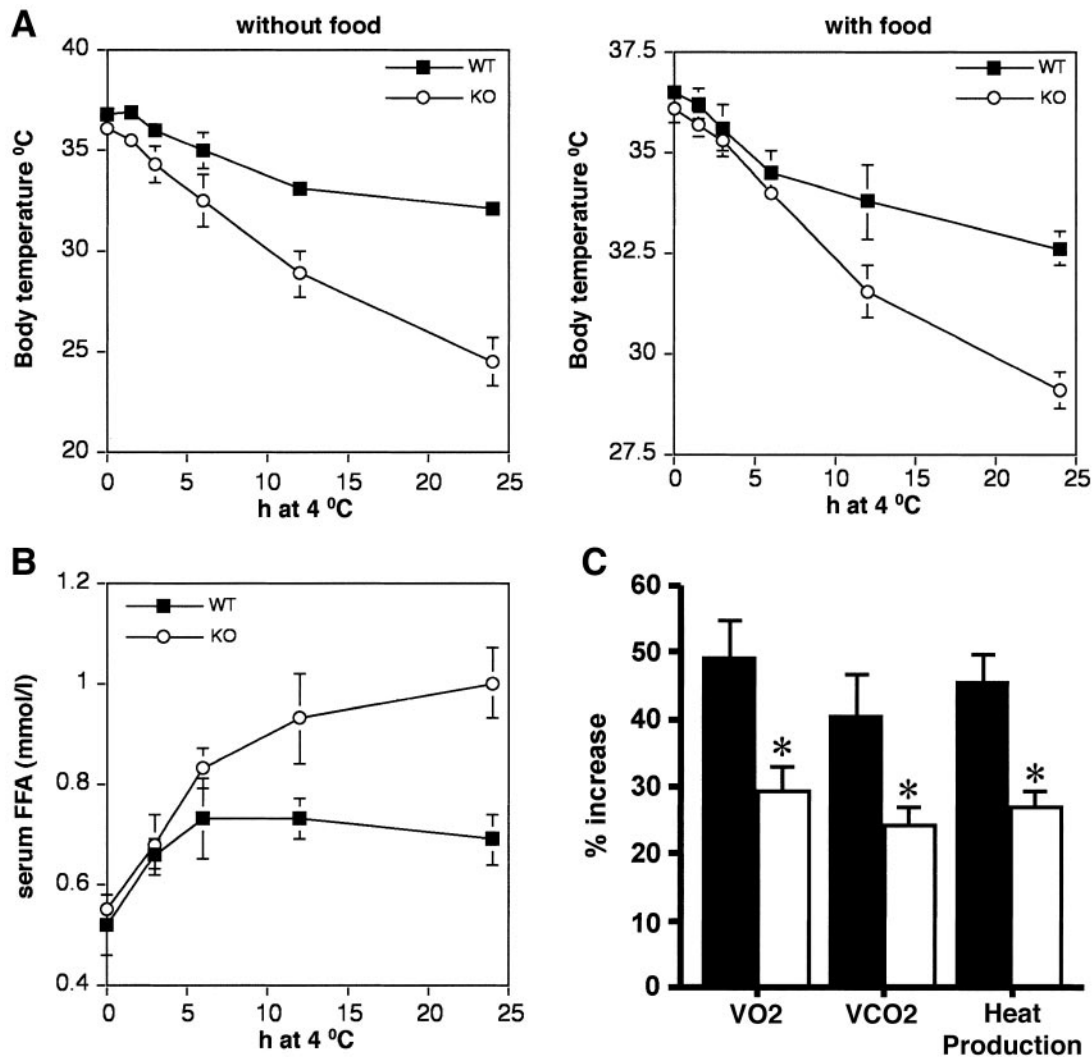 A
without food
40
35
30
25
20
WT
KO
Body temperature ⁰C
0 5 10 15 20 25
h at 4 ⁰C
with food
37.5
35
32.5
30
27.5
WT
KO
Body temperature ⁰C
0 5 10 15 20 25
h at 4 ⁰C
B
1.2
1
0.8
0.6
0.4
WT
KO
serum FFA (mmol/l)
0 5 10 15 20 25
h at 4 ⁰C
C
60
50
40
30
20
10
0
% increase
* * *
VO2 VCO2 Heat
Production